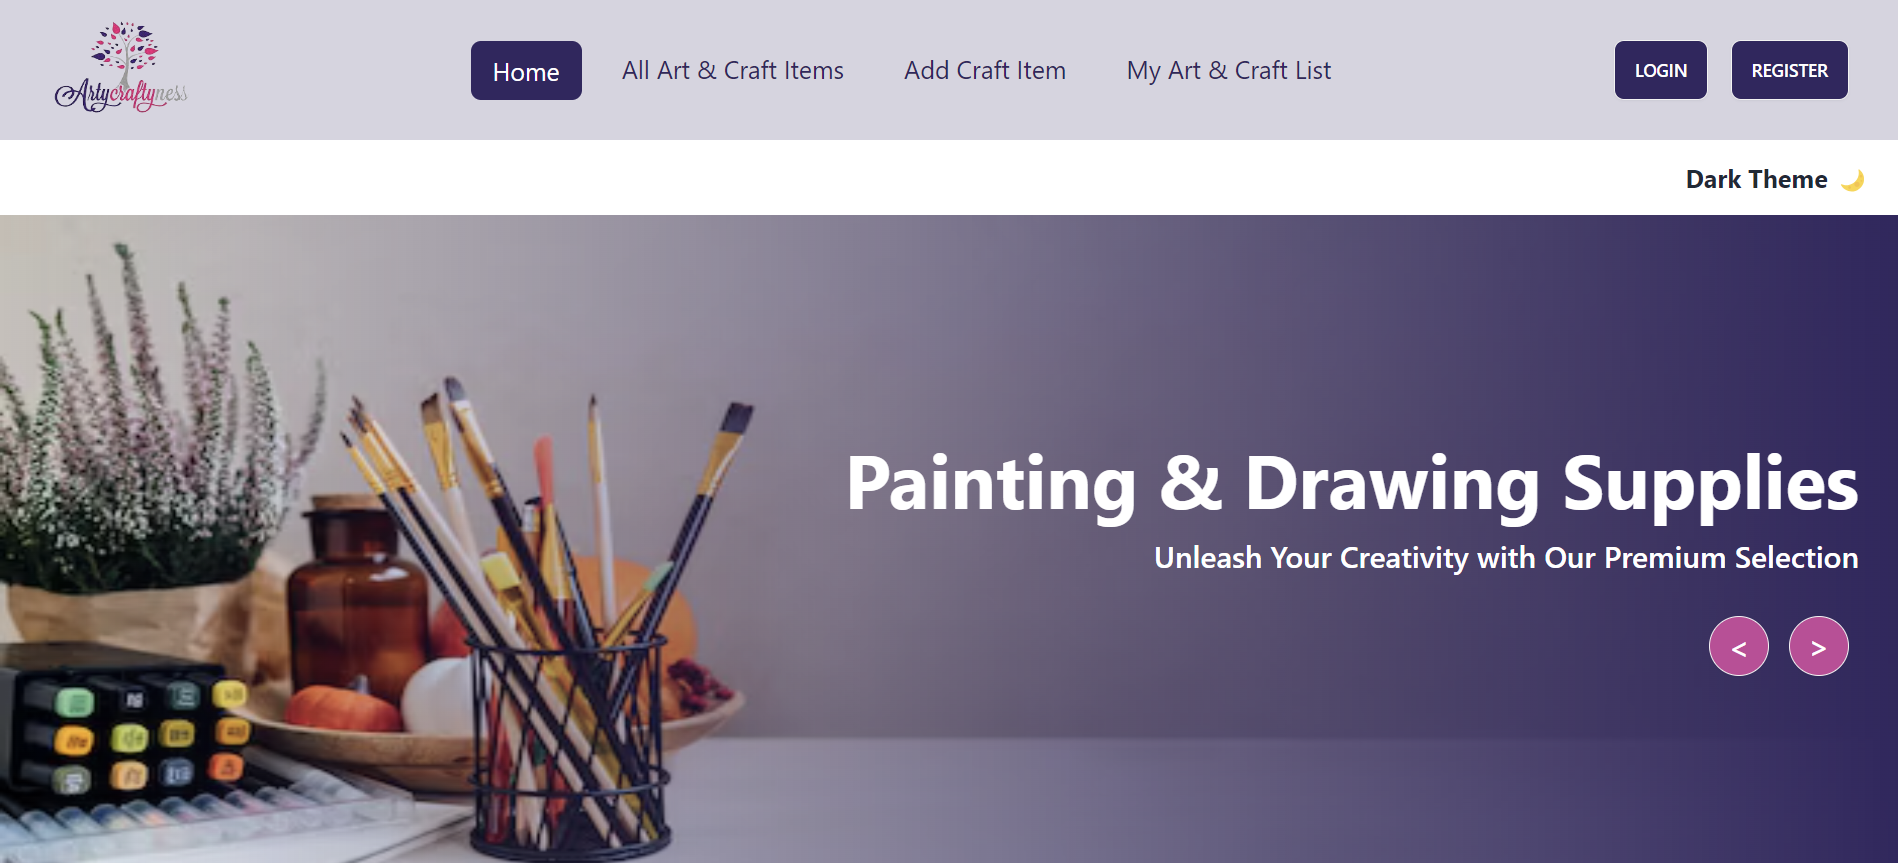 Artycraftyness
Home
All Art & Craft Items
Add Craft Item
My Art & Craft List
LOGIN
REGISTER
Dark Theme
Painting & Drawing Supplies
Unleash Your Creativity with Our Premium Selection
< >